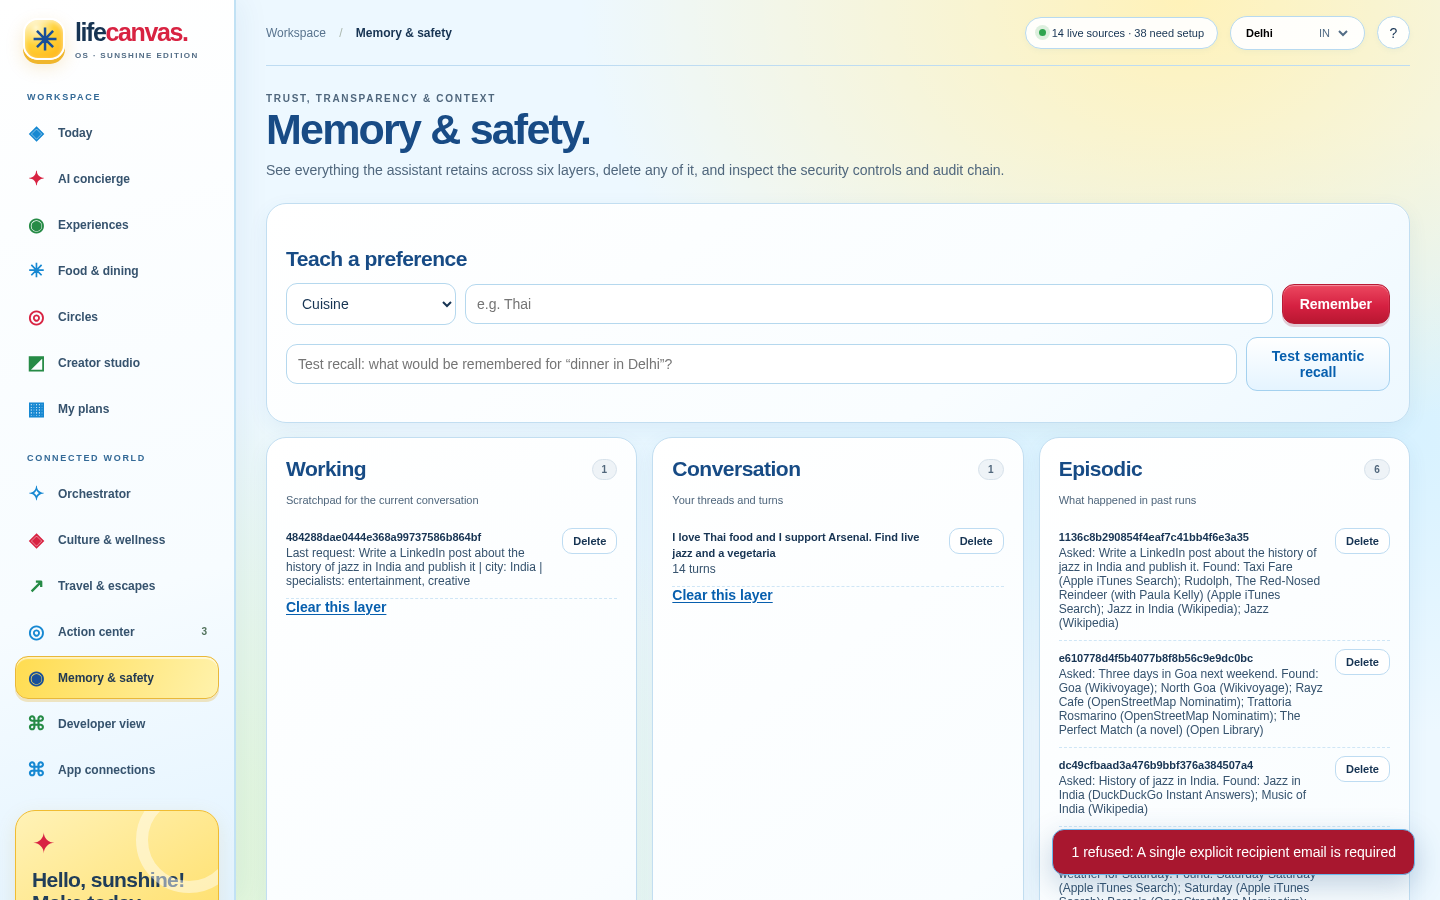 lifecanvas.
OS · SUNSHINE EDITION
WORKSPACE
Today
AI concierge
Experiences
Food & dining
Circles
Creator studio
My plans
CONNECTED WORLD
Orchestrator
Culture & wellness
Travel & escapes
Action center 3
Memory & safety
Developer view
App connections
Hello, sunshine!
Workspace / Memory & safety
14 live sources · 38 need setup
Delhi IN
?
TRUST, TRANSPARENCY & CONTEXT
Memory & safety.
See everything the assistant retains across six layers, delete any of it, and inspect the security controls and audit chain.
Teach a preference
Cuisine
e.g. Thai
Remember
Test recall: what would be remembered for “dinner in Delhi”?
Test semantic
recall
Working 1
Scratchpad for the current conversation
484288dae0444e368a99737586b864bf
Delete
Last request: Write a LinkedIn post about the
history of jazz in India and publish it | city: India |
specialists: entertainment, creative
Clear this layer
Conversation 1
Your threads and turns
I love Thai food and I support Arsenal. Find live
jazz and a vegetaria
Delete
14 turns
Clear this layer
Episodic 6
What happened in past runs
1136c8b290854f4eaf7c41bb4f6e3a35
Delete
Asked: Write a LinkedIn post about the history of
jazz in India and publish it. Found: Taxi Fare
(Apple iTunes Search); Rudolph, The Red-Nosed
Reindeer (with Paula Kelly) (Apple iTunes
Search); Jazz in India (Wikipedia); Jazz
(Wikipedia)
e610778d4f5b4077b8f8b56c9e9dc0bc
Delete
Asked: Three days in Goa next weekend. Found:
Goa (Wikivoyage); North Goa (Wikivoyage); Rayz
Cafe (OpenStreetMap Nominatim); Trattoria
Rosmarino (OpenStreetMap Nominatim); The
Perfect Match (a novel) (Open Library)
dc49cfbaad3a476b9bbf376a384507a4
Delete
Asked: History of jazz in India. Found: Jazz in
India (DuckDuckGo Instant Answers); Music of
India (Wikipedia)
1 refused: A single explicit recipient email is required
(Apple iTunes Search); Saturday (Apple iTunes